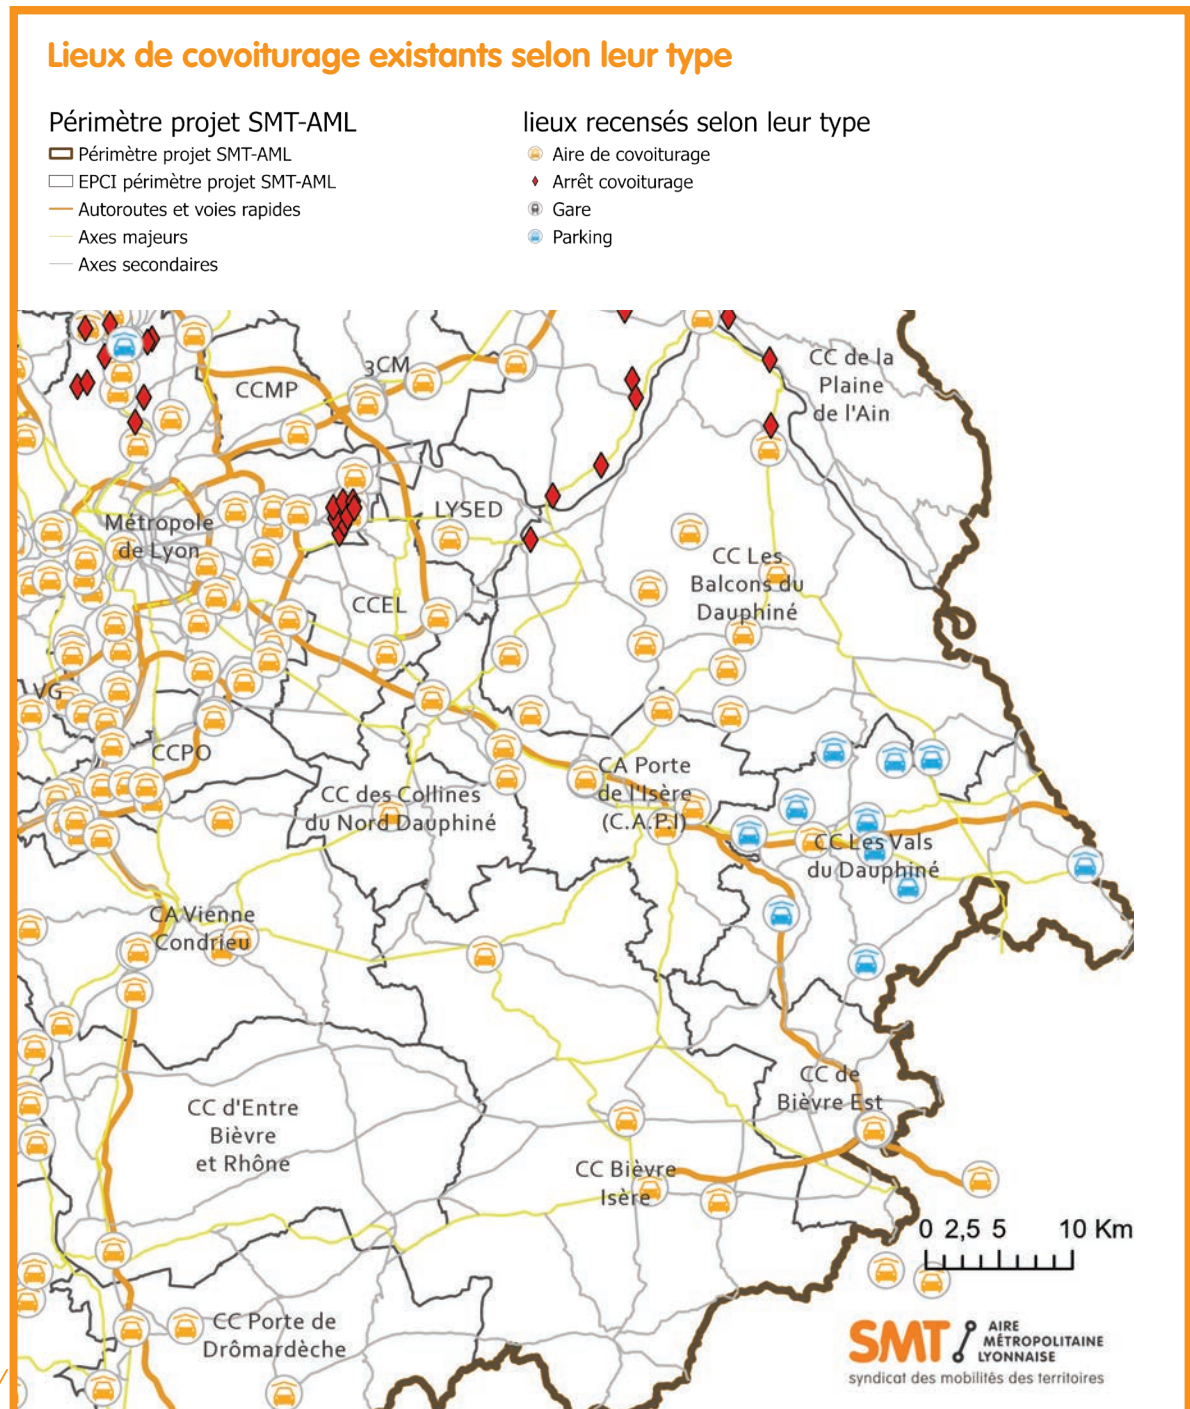 Lieux de covoiturage existants selon leur type
Périmètre projet SMT-AML
Périmètre projet SMT-AML
EPCI périmètre projet SMT-AML
Autoroutes et voies rapides
Axes majeurs
Axes secondaires
lieux recensés selon leur type
Aire de covoiturage
Arrêt covoiturage
Gare
Parking
CC de la
Plaine
de l'Ain
3CM
CCMP
LYSED
Métropole
de Lyon
CC Les
Balcons du
Dauphiné
CCEL
VG
CCPO
CA Porte
de l'Isère
(C.A.P.I)
CC des Collines
du Nord Dauphiné
CC Les Vals
du Dauphiné
CA Vienne
Condrieu
CC de
Bièvre Est
CC d'Entre
Bièvre
et Rhône
CC Bièvre
Isère
0 2,5 5 10 Km
CC Porte de
Drômardèche
SMT
AIRE
MÉTROPOLITAINE
LYONNAISE
syndicat des mobilités des territoires